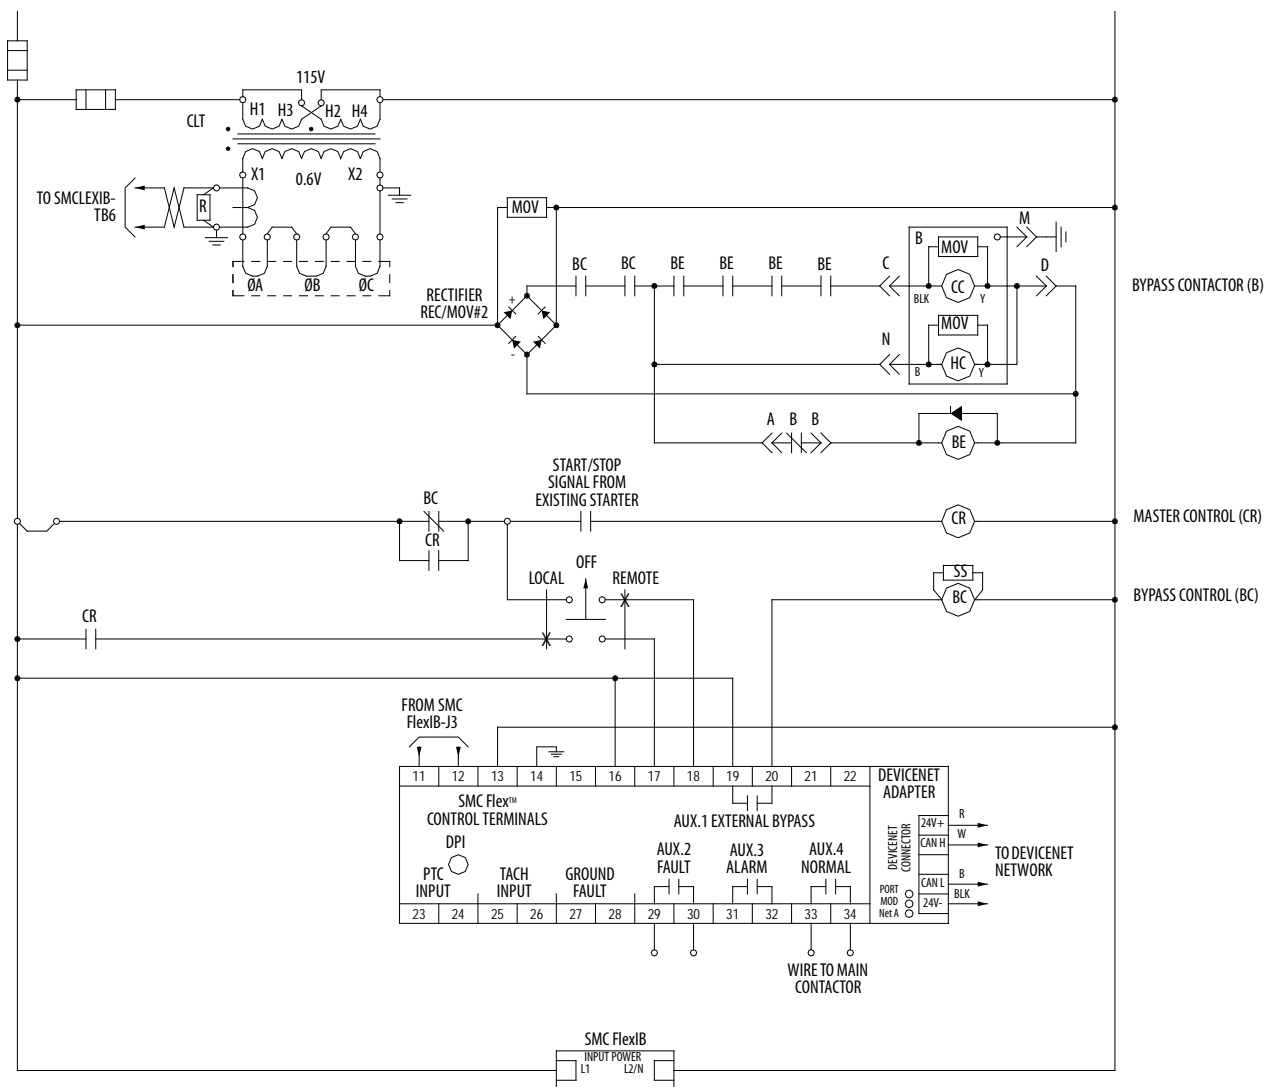 115V
H1 H3 H2 H4
CLT
X1 0.6V X2
TO SMCLEXIB-
TB6
R
ØA ØB ØC
MOV
RECTIFIER
REC/MOV#2
+
-
BC BC BE BE BE BE C
B MOV M
BLK CC Y D
BYPASS CONTACTOR (B)
MOV
N
B HC Y
A B B
BE
START/STOP
SIGNAL FROM
EXISTING STARTER
BC
CR
CR
MASTER CONTROL (CR)
OFF
LOCAL REMOTE
SS
BC
BYPASS CONTROL (BC)
CR
FROM SMC
FlexIB-J3
11 12 13 14 15 16 17 18 19 20 21 22
DEVICENET
ADAPTER
SMC Flex™
CONTROL TERMINALS
AUX.1 EXTERNAL BYPASS
DPI
PTC
INPUT
TACH
INPUT
GROUND
FAULT
AUX.2
FAULT
AUX.3
ALARM
AUX.4
NORMAL
DEVICENET
CONNECTOR
24V+ R
CAN H W
CAN L B
24V- BLK
PORT
MOD
Net A
TO DEVICENET
NETWORK
23 24 25 26 27 28 29 30 31 32 33 34
WIRE TO MAIN
CONTACTOR
SMC FlexIB
INPUT POWER
L1 L2/N